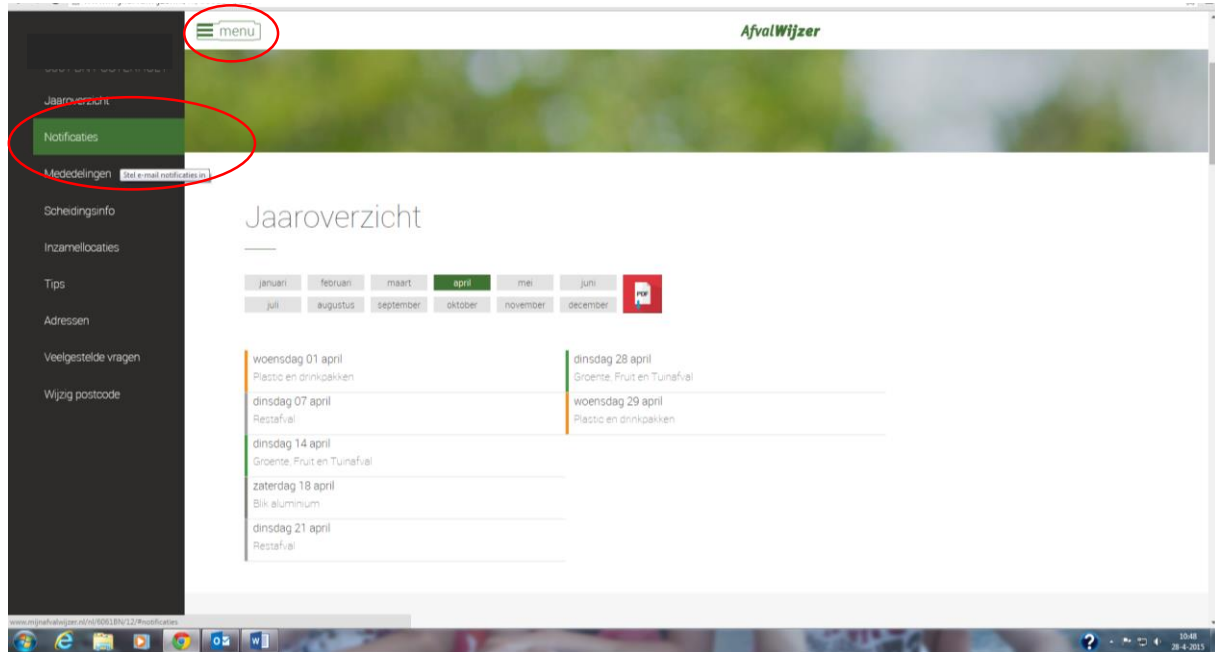 menu
AfvalWijzer
Jaaroverzicht
Notificaties
Mededelingen
Stel e-mail notificaties in
Scheidingsinfo
Inzamellocaties
Tips
Adressen
Veelgestelde vragen
Wijzig postcode
Jaaroverzicht
januari februari maart april mei juni
juli augustus september oktober november december
PDF
woensdag 01 april
Plastic en drinkpakken
dinsdag 07 april
Restafval
dinsdag 14 april
Groente, Fruit en Tuinafval
zaterdag 18 april
Blik aluminium
dinsdag 21 april
Restafval
dinsdag 28 april
Groente, Fruit en Tuinafval
woensdag 29 april
Plastic en drinkpakken
www.mijnafvalwijzer.nl/nl/6061BN/12/#notificaties
10:48
28-4-2015